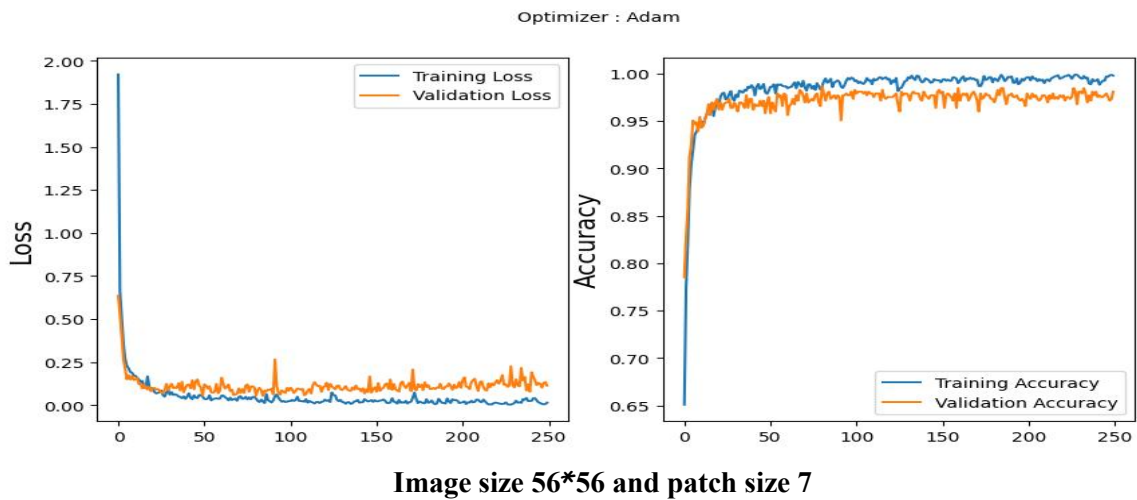 Optimizer : Adam
Loss
2.00
1.75
1.50
1.25
1.00
0.75
0.50
0.25
0.00
Training Loss
Validation Loss
0 50 100 150 200 250
Accuracy
1.00
0.95
0.90
0.85
0.80
0.75
0.70
0.65
Training Accuracy
Validation Accuracy
0 50 100 150 200 250
Image size 56*56 and patch size 7